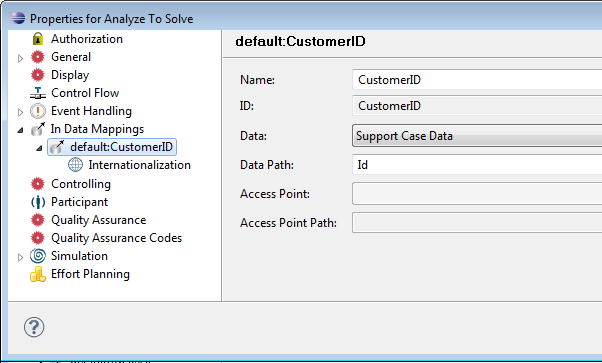 Properties for Analyze To Solve
Authorization
General
Display
Control Flow
Event Handling
In Data Mappings
default:CustomerID
Internationalization
Controlling
Participant
Quality Assurance
Quality Assurance Codes
Simulation
Effort Planning
default:CustomerID
Name: CustomerID
ID: CustomerID
Data: Support Case Data
Data Path: Id
Access Point:
Access Point Path:
?